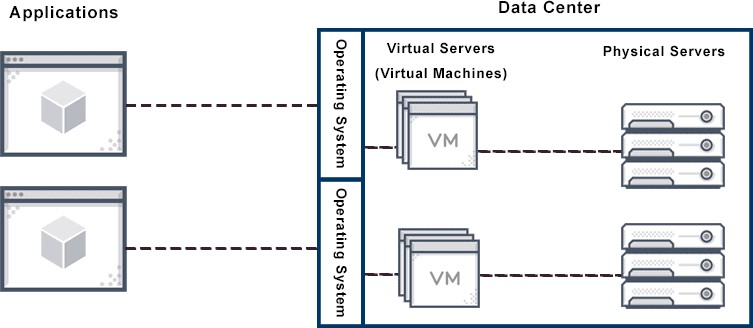 Applications
Data Center
Operating System
Virtual Servers
(Virtual Machines)
Physical Servers
VM
Operating System
VM